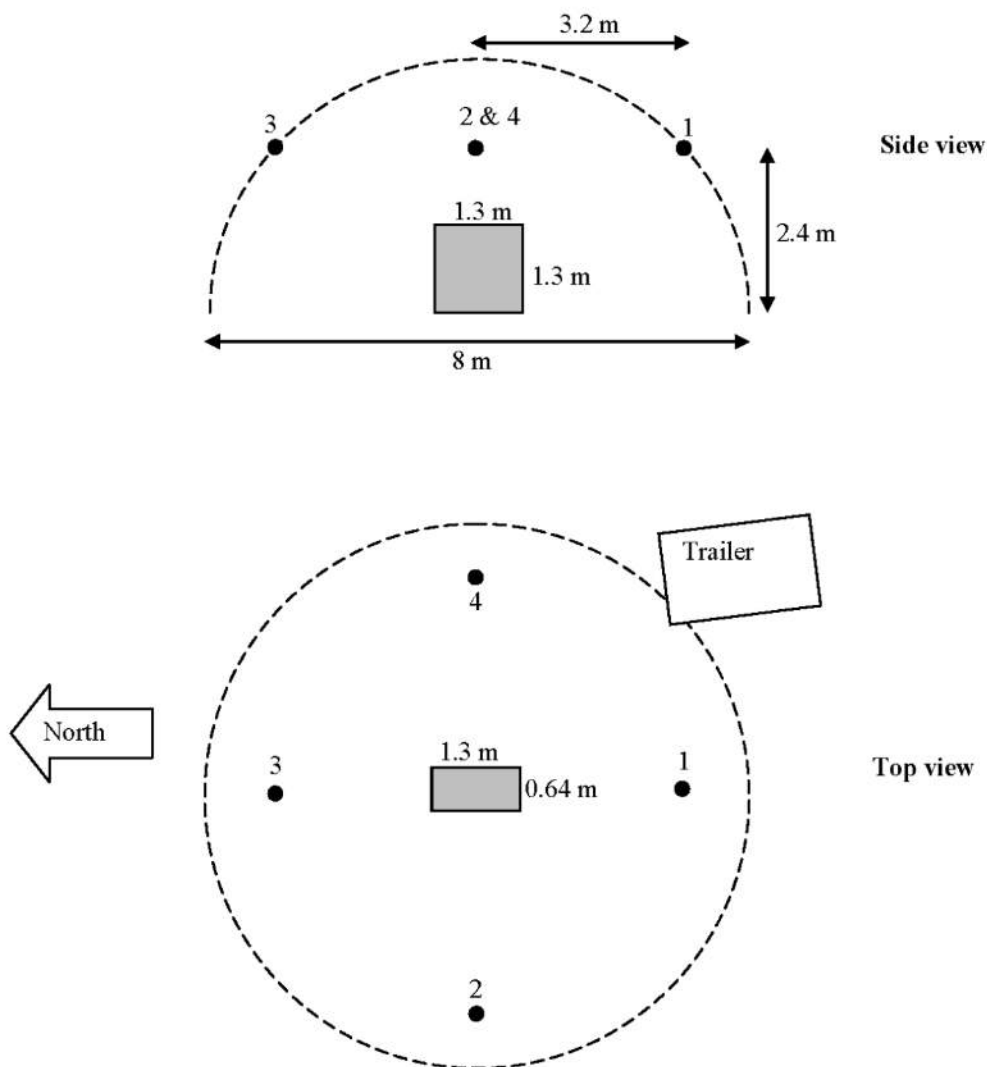 3.2 m
3
2 & 4
1
Side view
1.3 m
1.3 m
2.4 m
8 m
Trailer
4
North
3
1.3 m
0.64 m
1
Top view
2